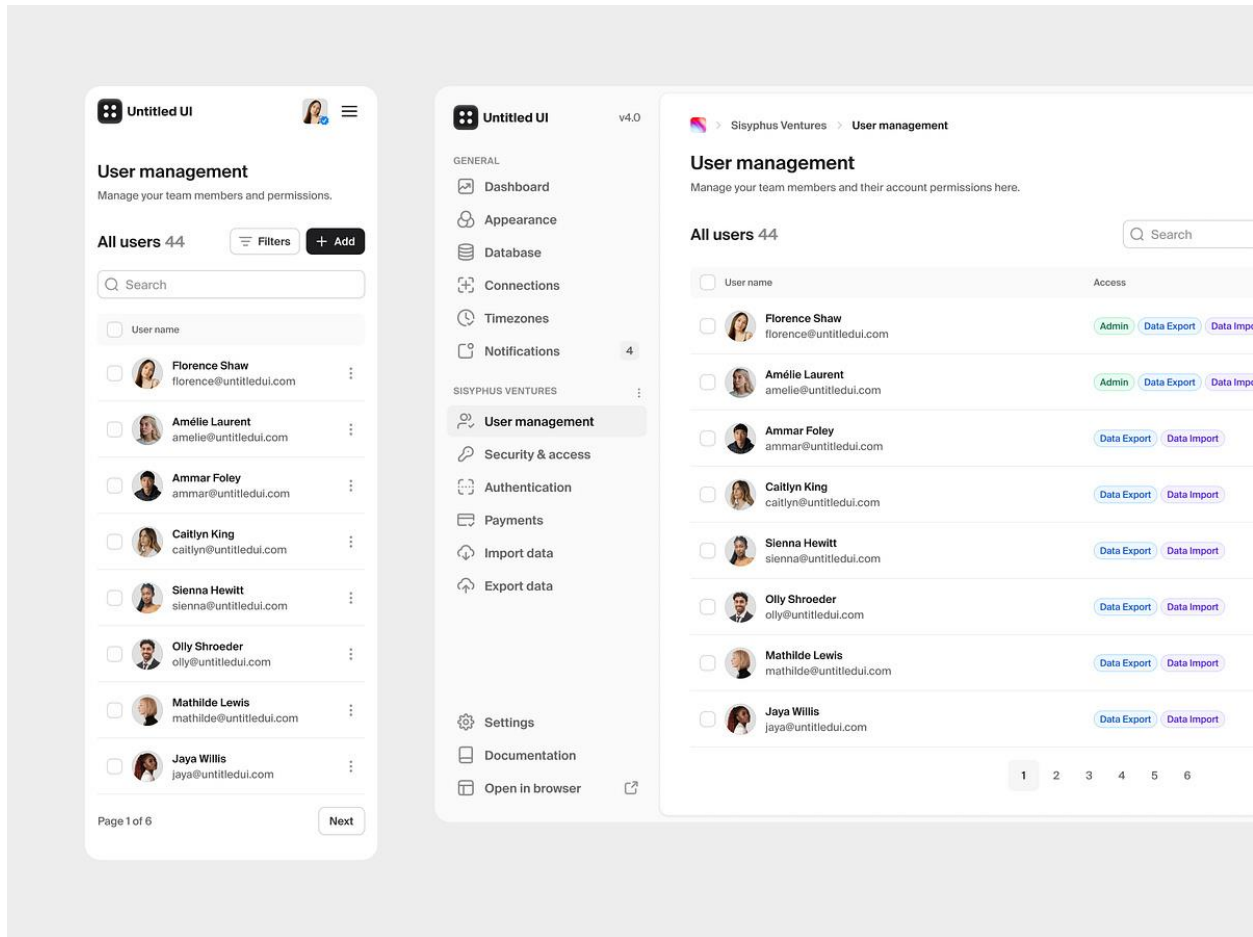 Untitled UI
User management
Manage your team members and permissions.
All users 44
Filters
Add
Search
User name
Florence Shaw
florence@untitledui.com
Amélie Laurent
amelie@untitledui.com
Ammar Foley
ammar@untitledui.com
Caitlyn King
caitlyn@untitledui.com
Sienna Hewitt
sienna@untitledui.com
Olly Shroeder
olly@untitledui.com
Mathilde Lewis
mathilde@untitledui.com
Jaya Willis
jaya@untitledui.com
Page 1 of 6
Next
Untitled UI
v4.0
GENERAL
Dashboard
Appearance
Database
Connections
Timezones
Notifications
4
SISYPHUS VENTURES
User management
Security & access
Authentication
Payments
Import data
Export data
Settings
Documentation
Open in browser
Sisyphus Ventures
User management
User management
Manage your team members and their account permissions here.
All users 44
Search
User name
Access
Florence Shaw
florence@untitledui.com
Admin Data Export Data Impo
Amélie Laurent
amelie@untitledui.com
Admin Data Export Data Impo
Ammar Foley
ammar@untitledui.com
Data Export Data Import
Caitlyn King
caitlyn@untitledui.com
Data Export Data Import
Sienna Hewitt
sienna@untitledui.com
Data Export Data Import
Olly Shroeder
olly@untitledui.com
Data Export Data Import
Mathilde Lewis
mathilde@untitledui.com
Data Export Data Import
Jaya Willis
jaya@untitledui.com
Data Export Data Import
1 2 3 4 5 6